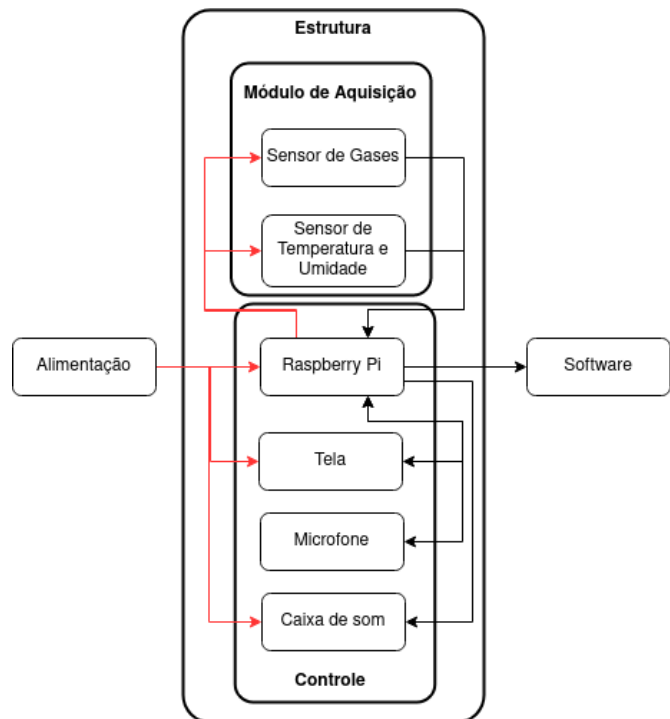 Estrutura
Módulo de Aquisição
Sensor de Gases
Sensor de
Temperatura e
Umidade
Alimentação
Raspberry Pi
Software
Tela
Microfone
Caixa de som
Controle